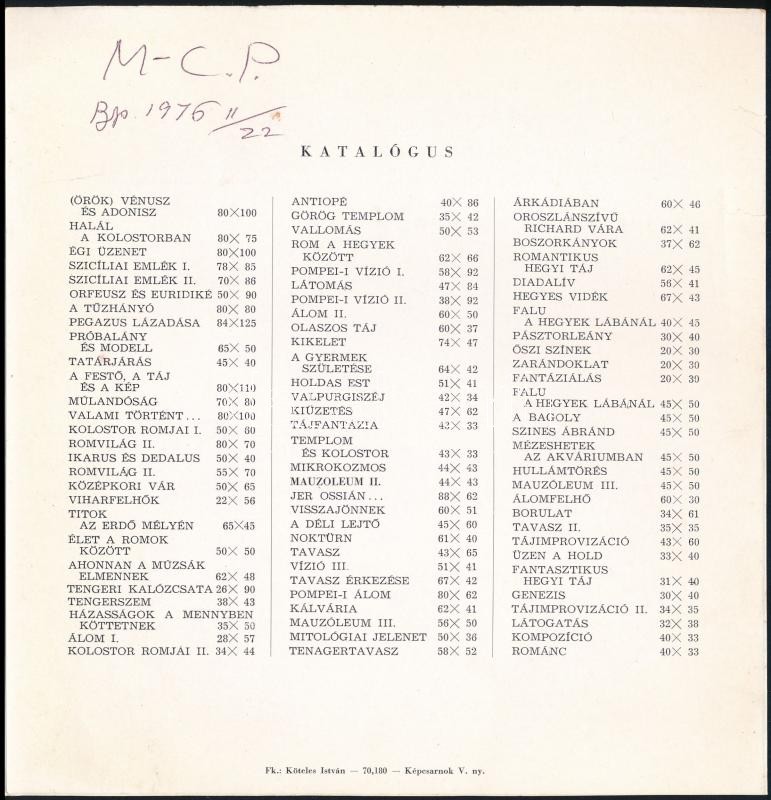 M-C.P.
Bp. 1976 11/22
KATALÓGUS
(ÖRÖK) VÉNUSZ
ÉS ADONISZ 80×100
HALÁL
A KOLOSTORBAN 80× 75
ÉGI ÜZENET 80×100
SZICÍLIAI EMLÉK I. 78× 85
SZICÍLIAI EMLÉK II. 70× 86
ORFEUSZ ÉS EURIDIKÉ 50× 90
A TŰZHÁNYÓ 80× 80
PEGAZUS LÁZADÁSA 84×125
PRÓBALÁNY
ÉS MODELL 65× 50
TATÁRJÁRÁS 45× 40
A FESTŐ, A TÁJ
ÉS A KÉP 80×110
MÚLANDÓSÁG 70× 80
VALAMI TÖRTÉNT... 80×100
KOLOSTOR ROMJAI I. 50× 60
ROMVILÁG II. 80× 70
IKARUS ÉS DEDALUS 50× 40
ROMVILÁG II. 55× 70
KÖZÉPKORI VÁR 50× 65
VIHARFELHŐK 22× 56
TITOK
AZ ERDŐ MÉLYÉN 65×45
ÉLET A ROMOK
KÖZÖTT 50× 50
AHONNAN A MÚZSÁK
ELMENNEK 62× 48
TENGERI KALÓZCSATA 26× 90
TENGERSZEM 38× 43
HÁZASSÁGOK A MENNYBEN
KÖTTETNEK 35× 50
ÁLOM I. 28× 57
KOLOSTOR ROMJAI II. 34× 44
ANTIOPÉ 40× 86
GÖRÖG TEMPLOM 35× 42
VALLOMÁS 50× 53
ROM A HEGYEK
KÖZÖTT 62× 66
POMPEI-I VÍZIÓ I. 58× 92
LÁTOMÁS 47× 84
POMPEI-I VÍZIÓ II. 38× 92
ÁLOM II. 60× 50
OLASZOS TÁJ 60× 37
KIKELET 74× 47
A GYERMEK
SZÜLETÉSE 64× 42
HOLDAS EST 51× 41
VALPURGISZÉJ 42× 34
KIŰZETÉS 47× 62
TÁJFANTÁZIA 43× 33
TEMPLOM
ÉS KOLOSTOR 43× 33
MIKROKOZMOS 44× 43
MAUZOLEUM II. 44× 43
JER OSSIÁN... 88× 62
VISSZAJÖNNEK 60× 51
A DÉLI LEJTŐ 45× 60
NOKTÜRN 61× 40
TAVASZ 43× 65
VÍZIÓ III. 51× 41
TAVASZ ÉRKEZÉSE 67× 42
POMPEI-I ÁLOM 80× 62
KÁLVÁRIA 62× 41
MAUZÓLEUM III. 56× 50
MITOLÓGIAI JELENET 50× 36
TENAGERTAVASZ 58× 52
ÁRKÁDIÁBAN 60× 46
OROSZLÁNSZÍVŰ
RICHARD VÁRA 62× 41
BOSZORKÁNYOK 37× 62
ROMANTIKUS
HEGYI TÁJ 62× 45
DIADALÍV 56× 41
HEGYES VIDÉK 67× 43
FALU
A HEGYEK LÁBÁNÁL 40× 45
PÁSZTORLEÁNY 30× 40
ŐSZI SZÍNEK 20× 30
ZARÁNDOKLAT 20× 30
FANTÁZIÁLÁS 20× 39
FALU
A HEGYEK LÁBÁNÁL 45× 50
A BAGOLY 45× 50
SZINES ÁBRÁND 45× 50
MÉZESHETEK
AZ AKVÁRIUMBAN 45× 50
HULLÁMTÖRÉS 45× 50
MAUZÓLEUM III. 45× 50
ÁLOMFELHŐ 60× 30
BORULAT 34× 61
TAVASZ II. 35× 35
TÁJIMPROVIZÁCIÓ 43× 60
ÜZEN A HOLD 33× 40
FANTASZTIKUS
HEGYI TÁJ 31× 40
GENEZIS 30× 40
TÁJIMPROVIZÁCIÓ II. 34× 35
LÁTOGATÁS 32× 38
KOMPOZÍCIÓ 40× 33
ROMÁNC 40× 33
Fk.: Köteles István — 70,180 — Képcsarnok V. ny.